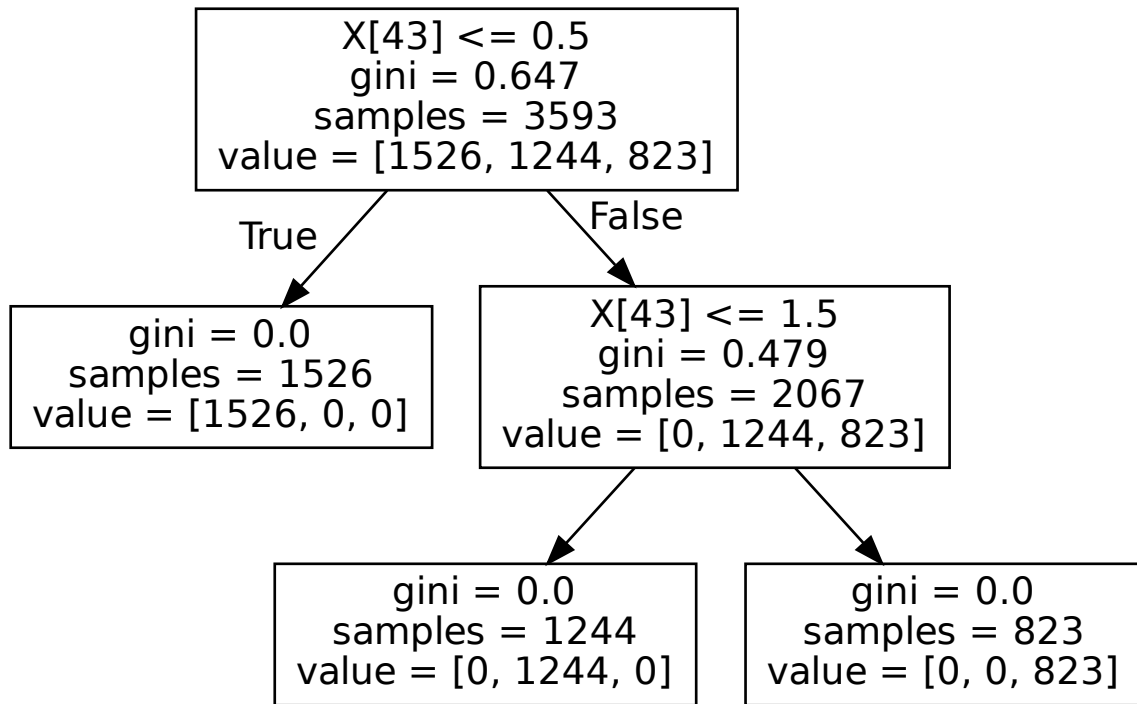 X[43] <= 0.5
gini = 0.647
samples = 3593
value = [1526, 1244, 823]
True
False
gini = 0.0
samples = 1526
value = [1526, 0, 0]
X[43] <= 1.5
gini = 0.479
samples = 2067
value = [0, 1244, 823]
gini = 0.0
samples = 1244
value = [0, 1244, 0]
gini = 0.0
samples = 823
value = [0, 0, 823]